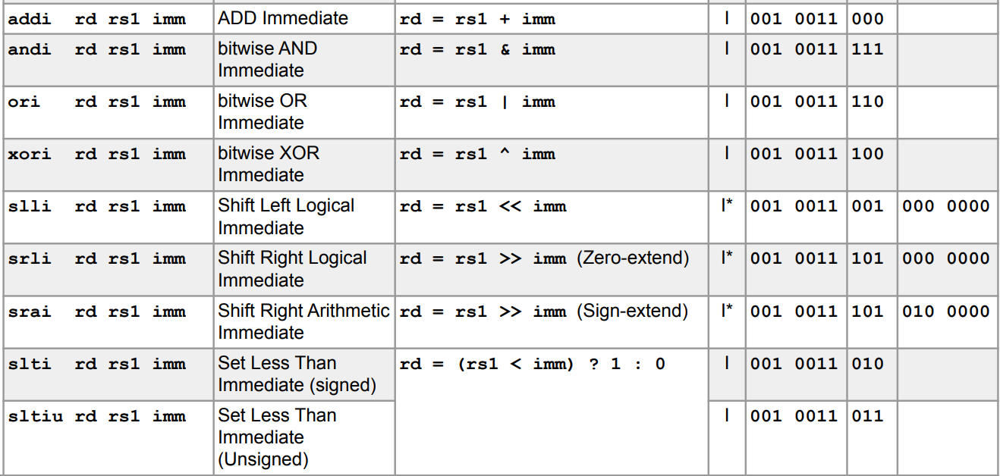 addi rd rs1 imm ADD Immediate rd = rs1 + imm I 001 0011 000
andi rd rs1 imm bitwise AND rd = rs1 & imm I 001 0011 111
Immediate
ori rd rs1 imm bitwise OR rd = rs1 | imm I 001 0011 110
Immediate
xori rd rs1 imm bitwise XOR rd = rs1 ^ imm I 001 0011 100
Immediate
slli rd rs1 imm Shift Left Logical rd = rs1 << imm I* 001 0011 001 000 0000
Immediate
srli rd rs1 imm Shift Right Logical rd = rs1 >> imm (Zero-extend) I* 001 0011 101 000 0000
Immediate
srai rd rs1 imm Shift Right Arithmetic rd = rs1 >> imm (Sign-extend) I* 001 0011 101 010 0000
Immediate
slti rd rs1 imm Set Less Than rd = (rs1 < imm) ? 1 : 0 I 001 0011 010
Immediate (signed)
sltiu rd rs1 imm Set Less Than I 001 0011 011
Immediate
(Unsigned)